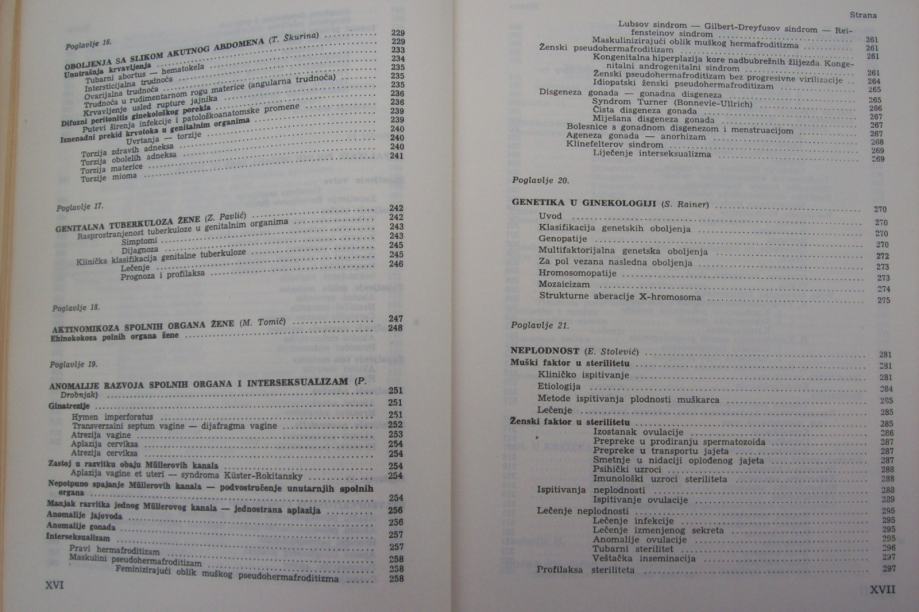 Poglavlje 16.
OBOLJENJA SA SLIKOM AKUTNOG ABDOMENA (T. Škurina) 229
Unutrašnja krvavljenja 229
Tubarni abortus — hematokela 233
Intersticijalna trudnoća 234
Ovarijalna trudnoća 235
Trudnoća u rudimentarnom rogu materice (angularna trudnoća) 235
Krvavljenje usled rupture jajnika 235
Difuzni peritonitis ginekološkog porekla 236
Putevi širenja infekcije i patološkoanatomske promene 236
Iznenadni prekid krvotoka u genitalnim organima 239
Uvrtanja — torzije 239
Torzija zdravih adneksa 240
Torzija obolelih adneksa 240
Torzija materice 240
Torzije mioma 241
Poglavlje 17.
GENITALNA TUBERKULOZA ŽENE (Z. Pavlić) 242
Rasprostranjenost tuberkuloze u genitalnim organima 242
Simptomi 243
Dijagnoza 243
Klinička klasifikacija genitalne tuberkuloze 245
Lečenje 245
Prognoza i profilaksa 246
Poglavlje 18.
AKTINOMIKOZA SPOLNIH ORGANA ŽENE (M. Tomić) 247
Ehinokokoza polnih organa žene 248
Poglavlje 19.
ANOMALIJE RAZVOJA SPOLNIH ORGANA I INTERSEKSUALIZAM (P.
Drobnjak) 251
Ginatrezije 251
Hymen imperforatus 251
Transverzalni septum vagine — dijafragma vagine 252
Atrezija vagine 253
Aplazija cerviksa 254
Atrezija cerviksa 254
Zastoj u razvitku obaju Müllerovih kanala 254
Aplazija vagine et uteri — syndroma Küster-Rokitansky 254
Nepotpuno spajanje Müllerovih kanala — podvostručenje unutarnjih spolnih
organa 254
Manjak razvitka jednog Müllerovog kanala — jednostrana aplazija 256
Anomalije jajovoda 256
Anomalije gonada 257
Interseksualizam 257
Pravi hermafroditizam 258
Maskulini pseudohermafroditizam 258
Feminizirajući oblik muškog pseudohermafroditizma 258
XVI
Strana
Lubsov sindrom — Gilbert-Dreyfusov sindrom — Rei-
fensteinov sindrom 261
Maskulinizirajući oblik muškog hermafroditizma 261
Ženski pseudohermafroditizam
Kongenitalna hiperplazija kore nadbubrežnih žlijezda Konge-
nitalni androgenitalni sindrom 261
Ženski pseudohermafroditizam bez progresivne virilizacije 264
Idiopatski ženski pseudohermafroditizam 265
Disgeneza gonada — gonadna disgeneza 265
Syndrom Turner (Bonnevie-Ullrich) 266
Čista disgeneza gonada 267
Miješana disgeneza gonada 267
Bolesnice s gonadnom disgenezom i menstruacijom 267
Ageneza gonada — anorhizam 268
Klinefelterov sindrom 269
Liječenje interseksualizma
Poglavlje 20.
GENETIKA U GINEKOLOGIJI (S. Rainer) 270
Uvod 270
Klasifikacija genetskih oboljenja 270
Genopatije 270
Multifaktorijalna genetska oboljenja 272
Za pol vezana nasledna oboljenja 273
Hromosomopatije 273
Mozaicizam 274
Strukturne aberacije X-hromosoma 275
Poglavlje 21.
NEPLODNOST (E. Stolević) 281
Muški faktor u sterilitetu 281
Kliničko ispitivanje 281
Etiologija 284
Metode ispitivanja plodnosti muškarca 285
Lečenje 285
Ženski faktor u sterilitetu 285
Izostanak ovulacije 286
Prepreke u prodiranju spermatozoida 287
Prepreke u transportu jajeta 287
Smetnje u nidaciji oplođenog jajeta 287
Psihički uzroci 288
Imunološki uzroci steriliteta 288
Ispitivanja neplodnosti 288
Ispitivanje ovulacije 289
Lečenje neplodnosti 295
Lečenje infekcije 295
Lečenje izmenjenog sekreta 295
Anomalije ovulacije 295
Tubarni sterilitet 296
Veštačka inseminacija 297
Profilaksa steriliteta 297
XVII